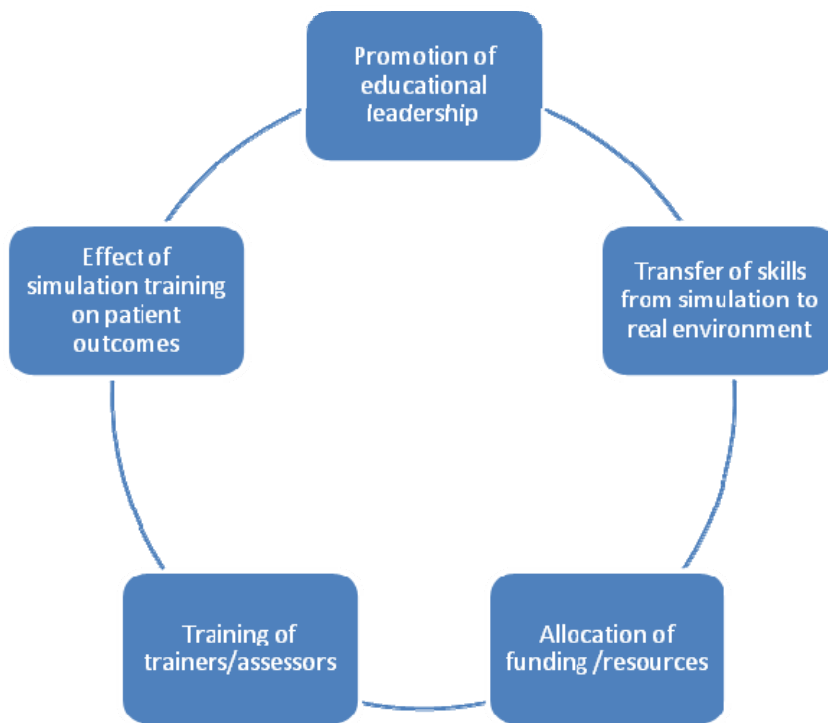 Promotion of
educational
leadership
Transfer of skills
from simulation to
real environment
Allocation of
funding /resources
Training of
trainers/assessors
Effect of
simulation training
on patient
outcomes